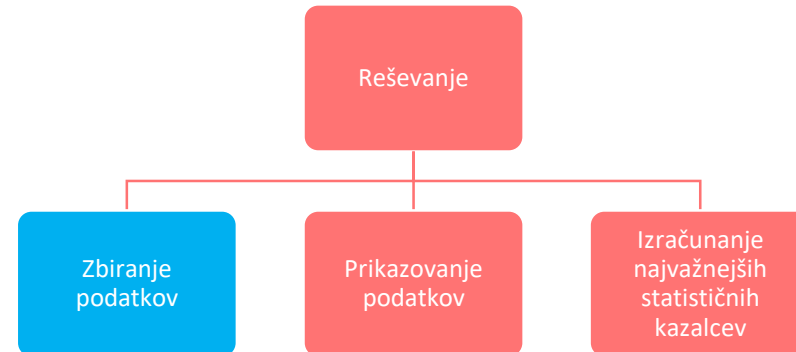 Reševanje
Zbiranje
podatkov
Prikazovanje
podatkov
Izračunanje
najvažnejših
statističnih
kazalcev